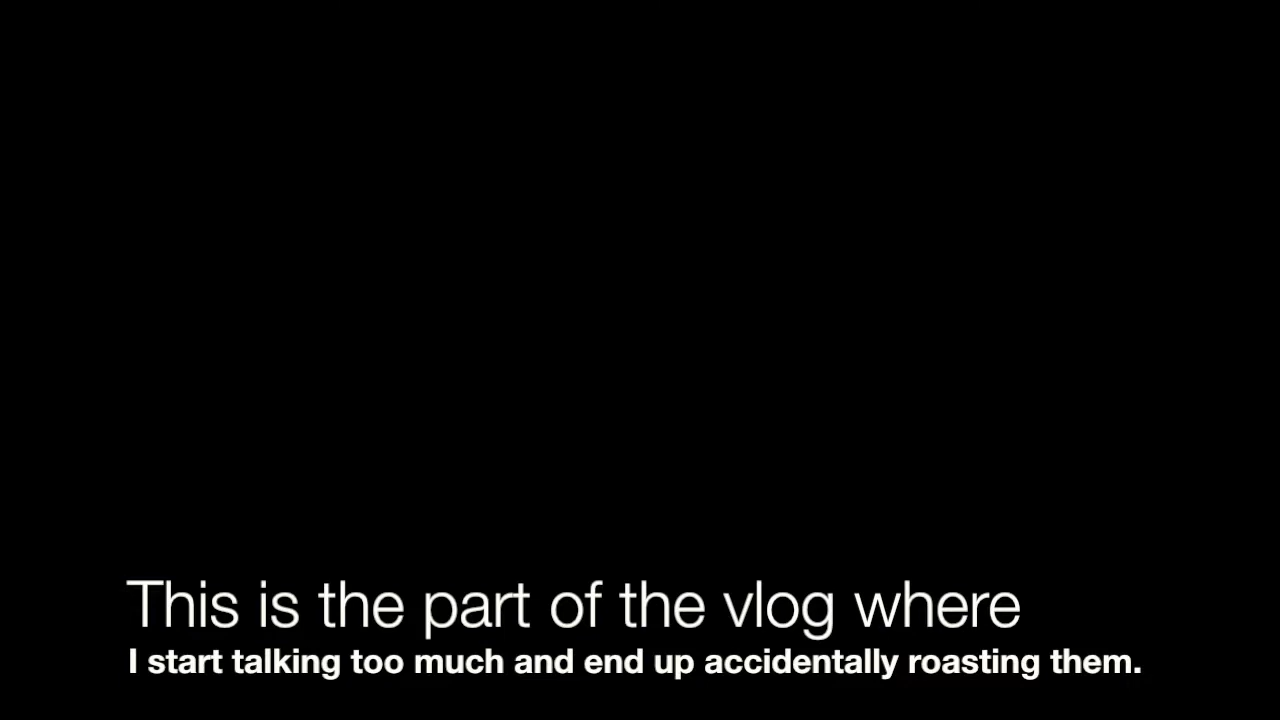 This is the part of the vlog where
I start talking too much and end up accidentally roasting them.